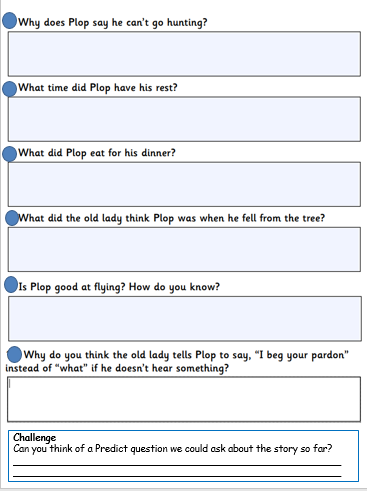 Why does Plop say he can't go hunting?
What time did Plop have his rest?
What did Plop eat for his dinner?
What did the old lady think Plop was when he fell from the tree?
Is Plop good at flying? How do you know?
Why do you think the old lady tells Plop to say, "I beg your pardon"
instead of "what" if he doesn't hear something?
Challenge
Can you think of a Predict question we could ask about the story so far?